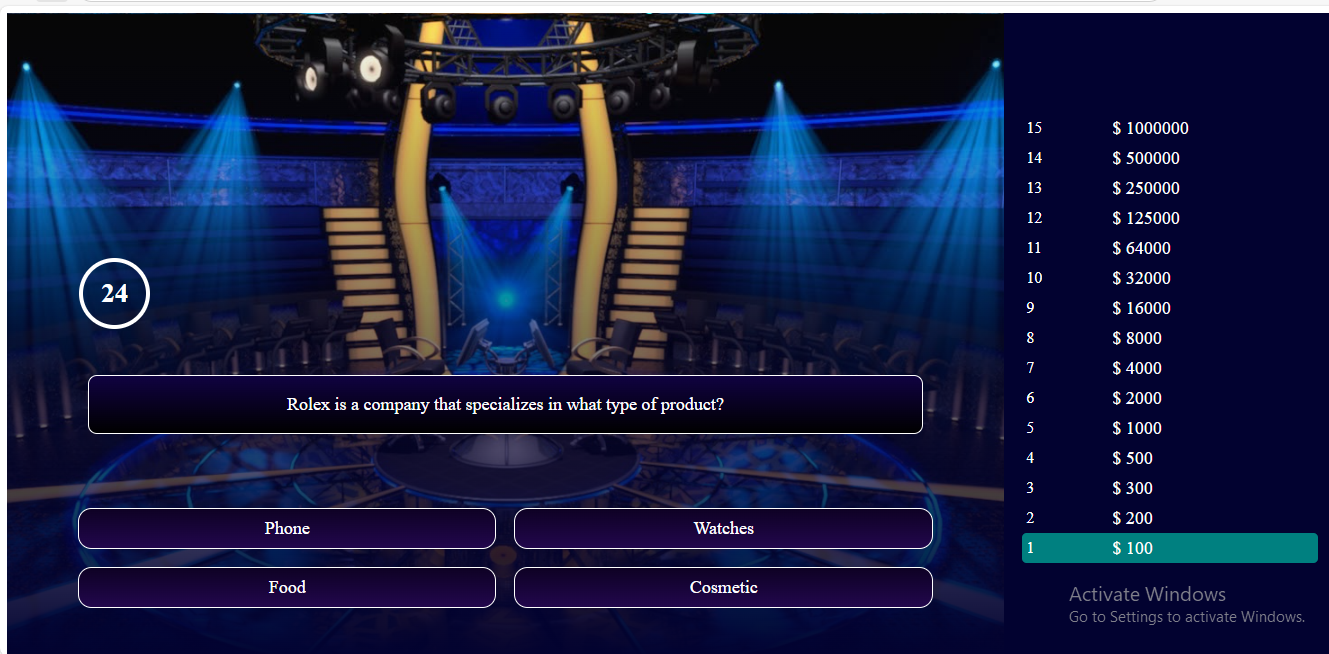 24
Rolex is a company that specializes in what type of product?
Phone
Watches
Food
Cosmetic
15 $ 1000000
14 $ 500000
13 $ 250000
12 $ 125000
11 $ 64000
10 $ 32000
9 $ 16000
8 $ 8000
7 $ 4000
6 $ 2000
5 $ 1000
4 $ 500
3 $ 300
2 $ 200
1 $ 100
Activate Windows
Go to Settings to activate Windows.